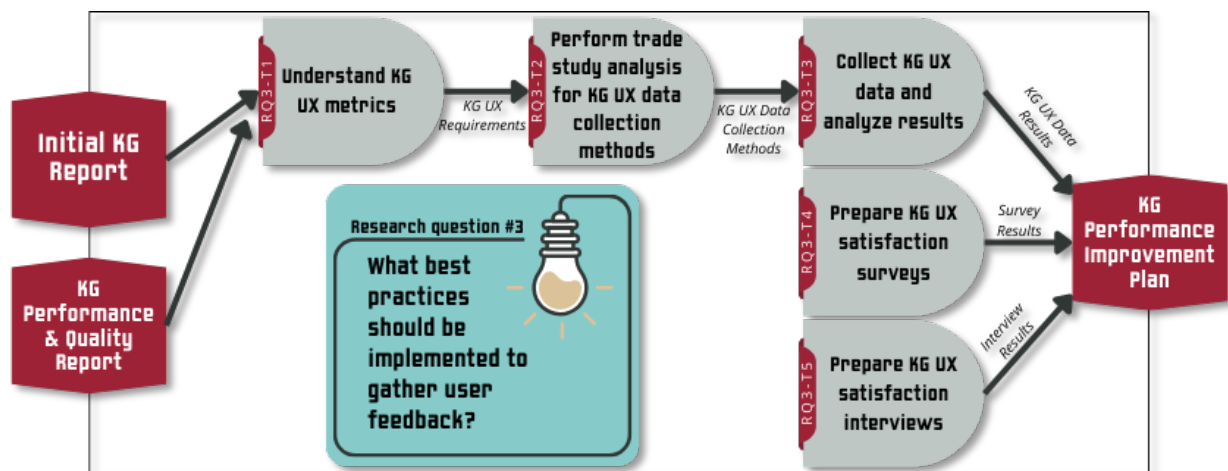 Initial KG
Report
KG
Performance
& Quality
Report
RQ3-T1
Understand KG
UX metrics
KG UX
Requirements
RQ3-T2
Perform trade
study analysis
for KG UX data
collection
methods
KG UX Data
Collection
Methods
RQ3-T3
Collect KG UX
data and
analyze results
KG UX Data
Results
RQ3-T4
Prepare KG UX
satisfaction
surveys
Survey
Results
RQ3-T5
Prepare KG UX
satisfaction
interviews
Interview
Results
KG
Performance
Improvement
Plan
Research question #3
What best
practices
should be
implemented to
gather user
feedback?